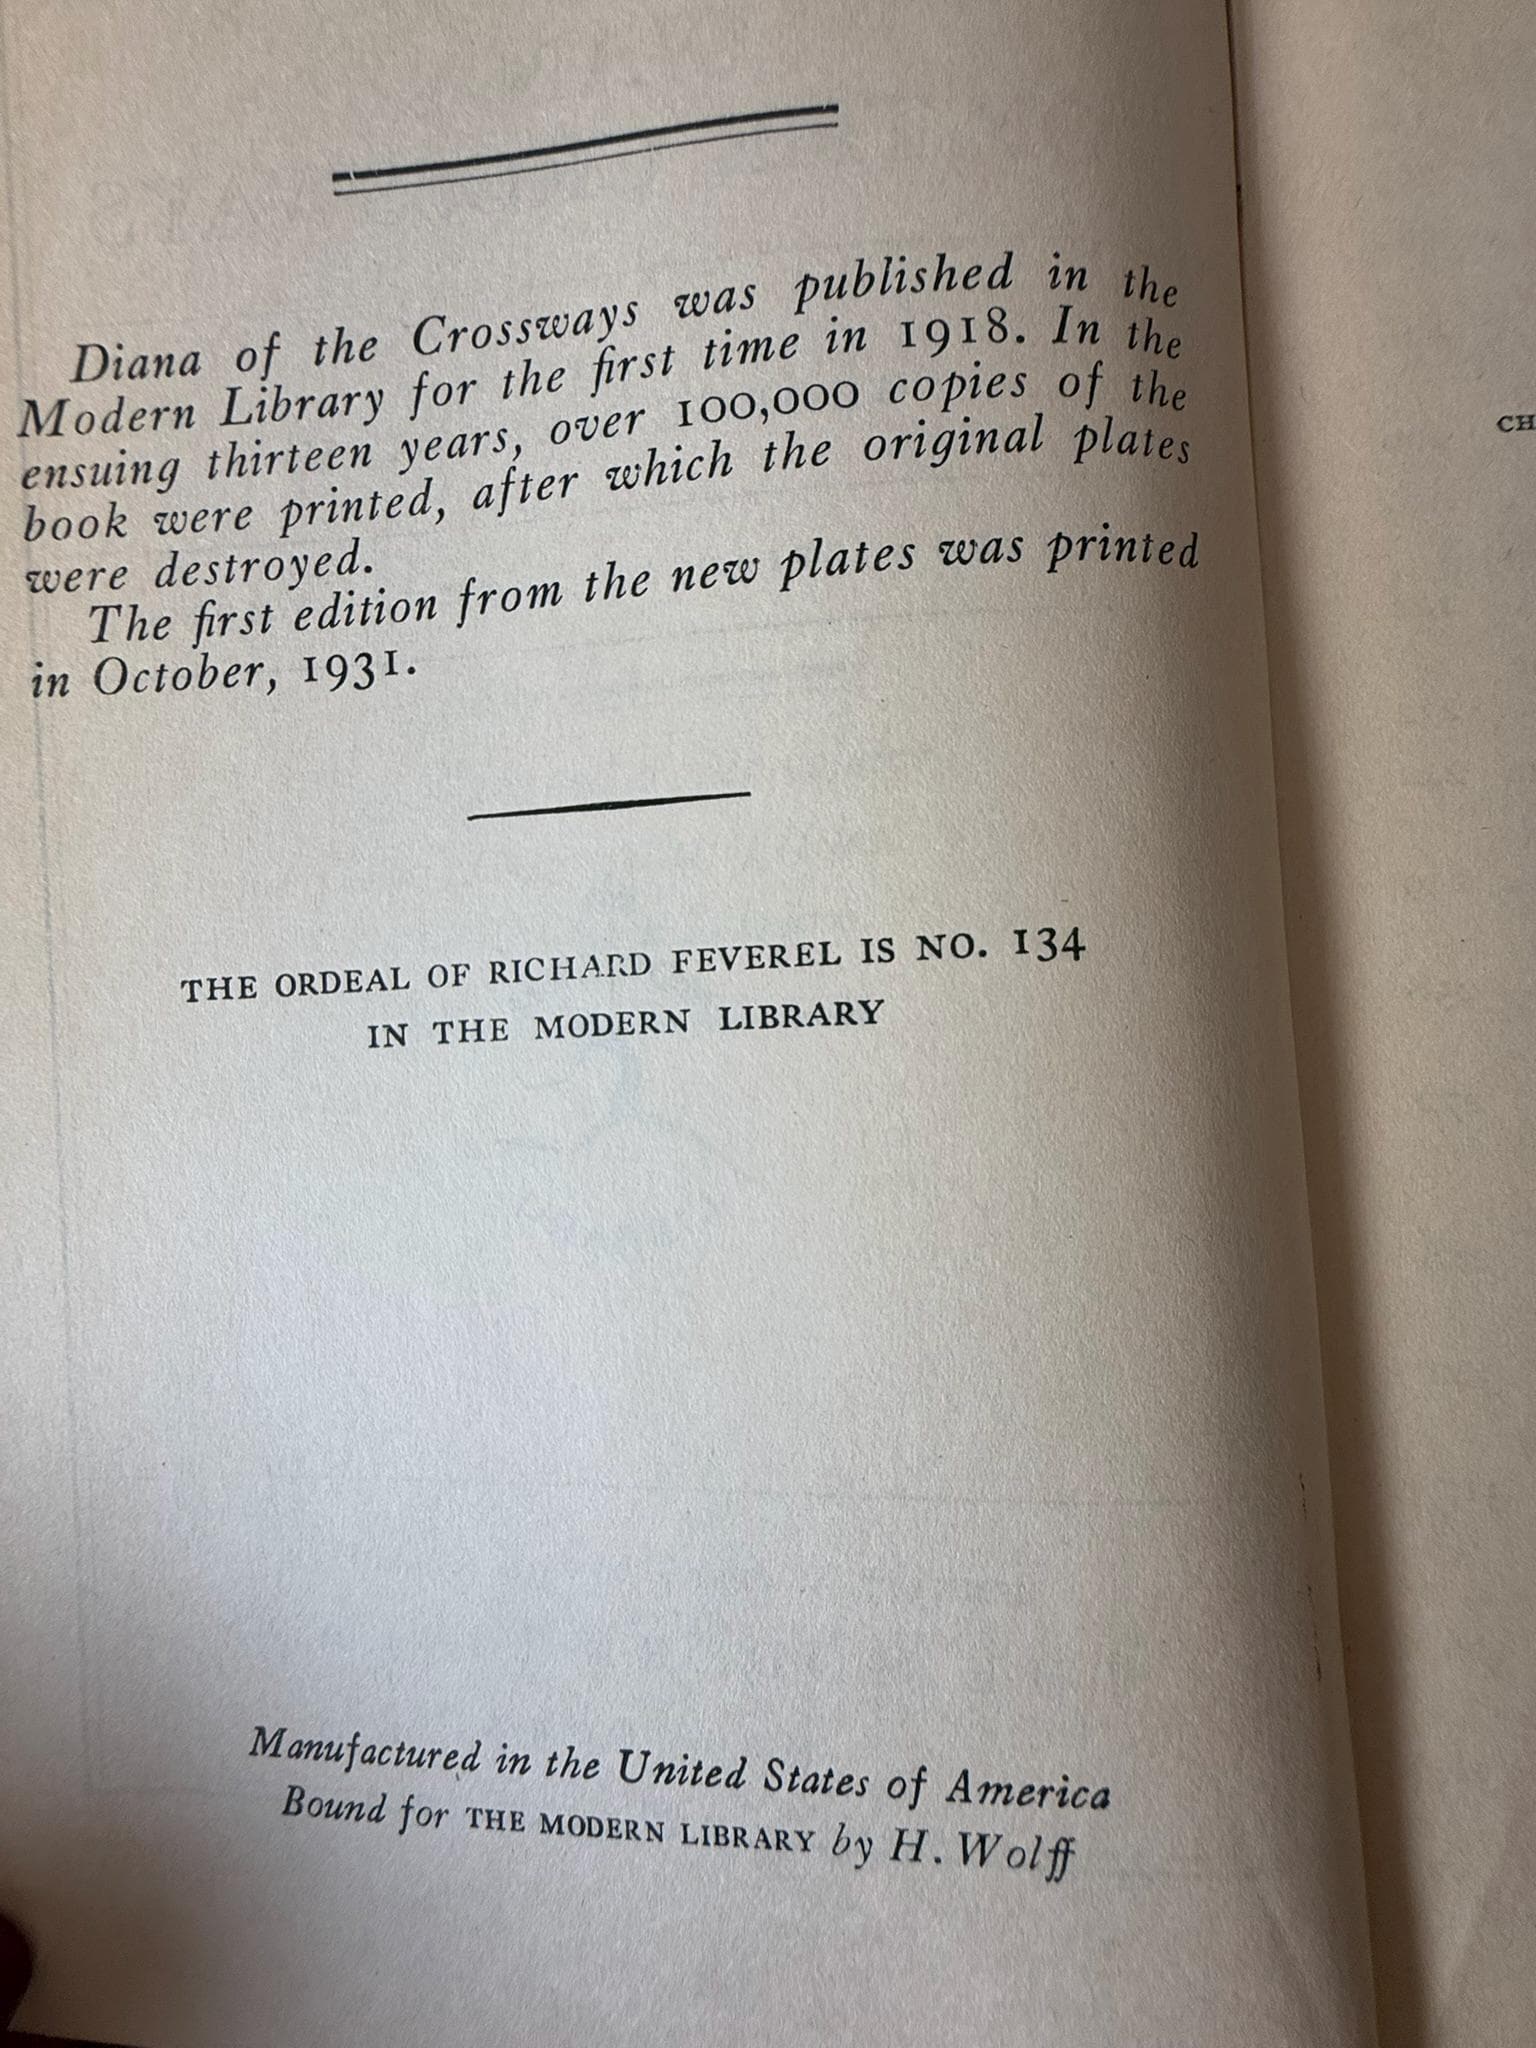 Diana of the Crossways was published in the
Modern Library for the first time in 1918. In the
ensuing thirteen years, over 100,000 copies of the
book were printed, after which the original plates
were destroyed.
The first edition from the new plates was printed
in October, 1931.
THE ORDEAL OF RICHARD FEVEREL IS NO. 134
IN THE MODERN LIBRARY
Manufactured in the United States of America
Bound for THE MODERN LIBRARY by H. Wolff
CH